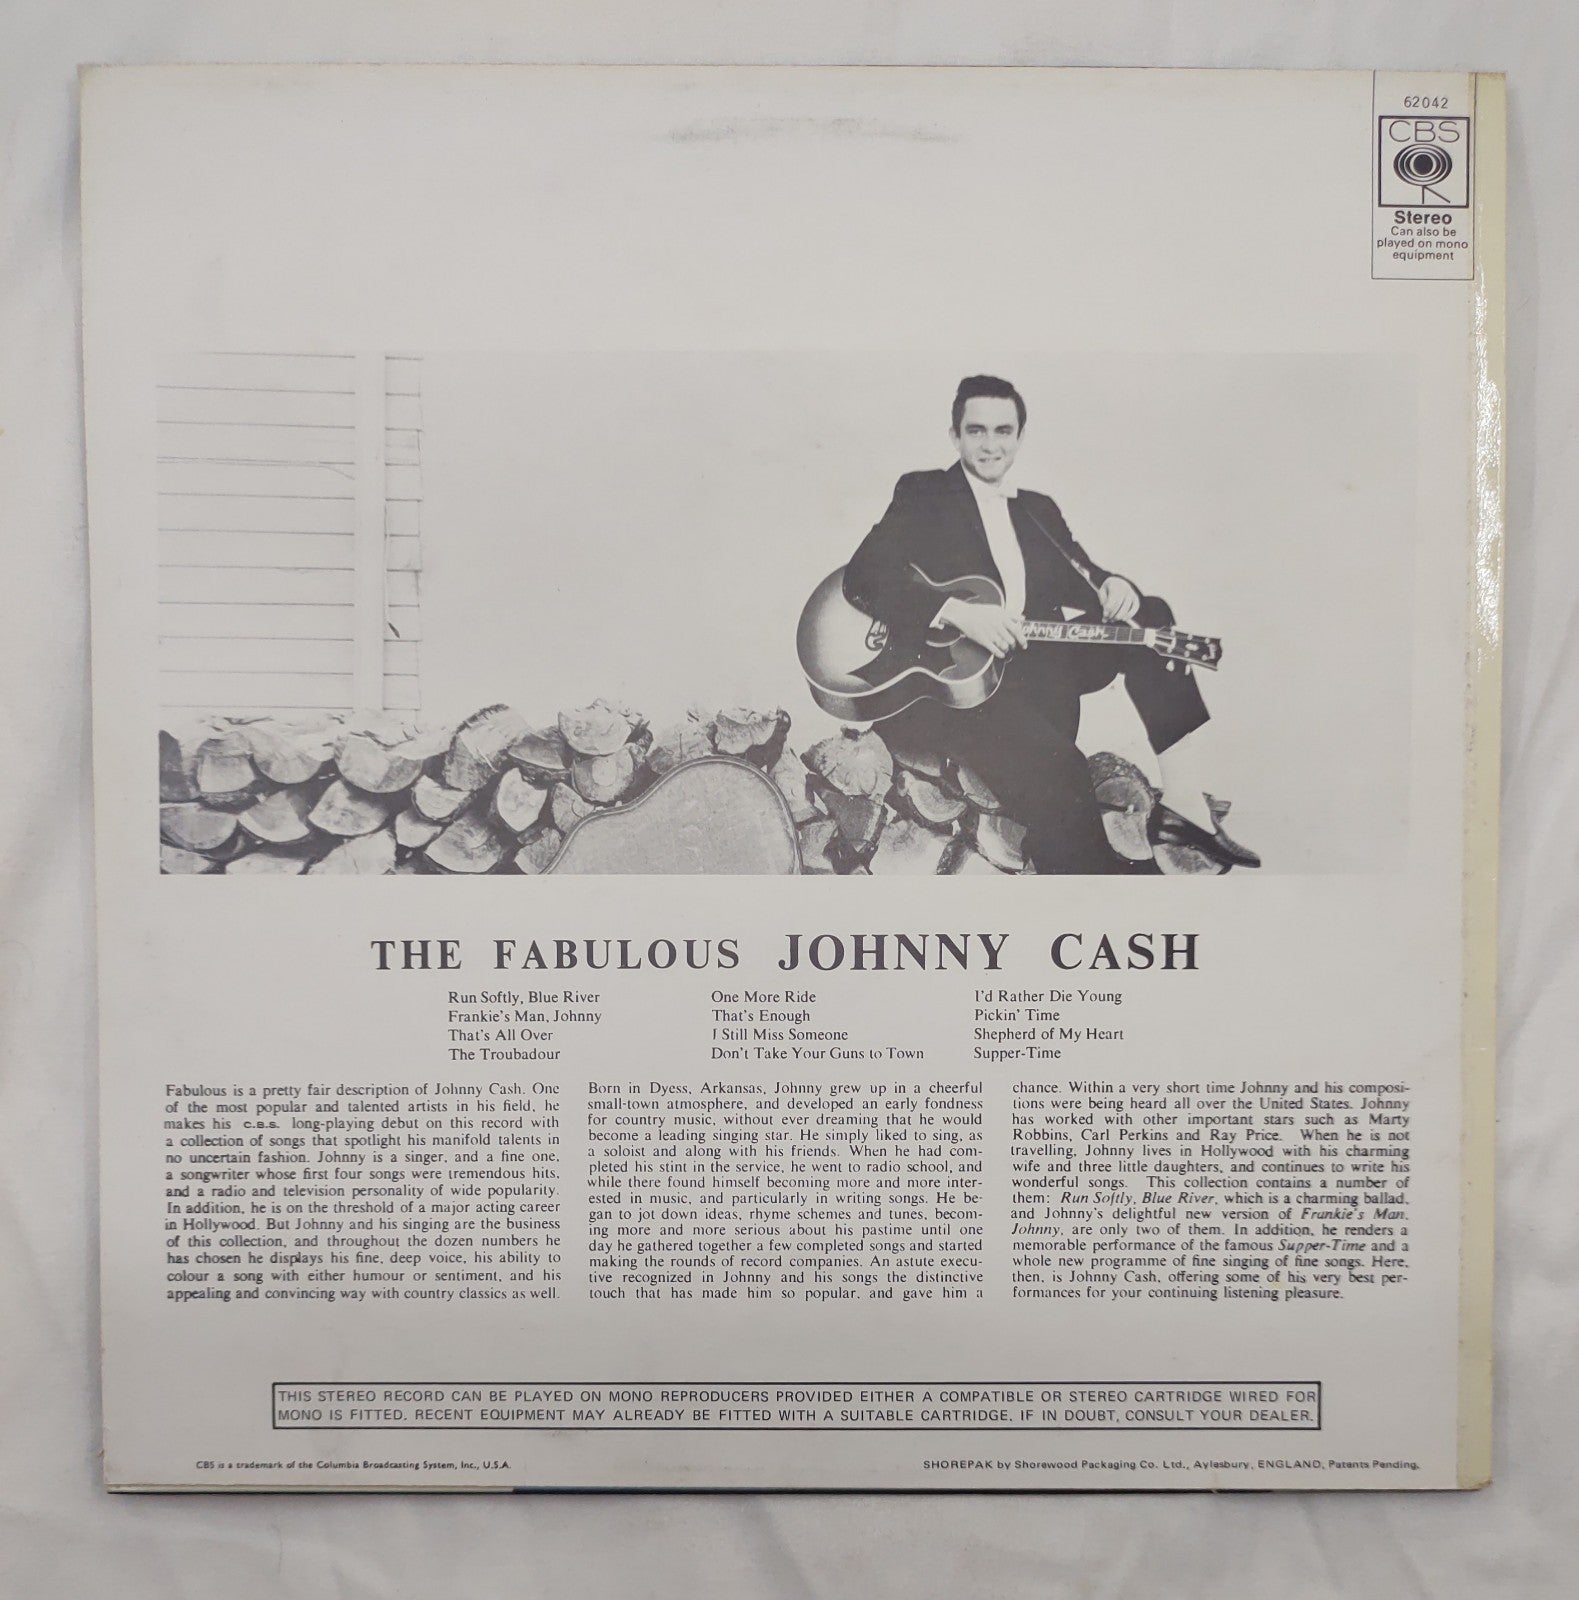 62042
CBS
Stereo
Can also be
played on mono
equipment
Johnny Cash
THE FABULOUS JOHNNY CASH
Run Softly, Blue River
Frankie's Man, Johnny
That's All Over
The Troubadour
One More Ride
That's Enough
I Still Miss Someone
Don't Take Your Guns to Town
I'd Rather Die Young
Pickin' Time
Shepherd of My Heart
Supper-Time
Fabulous is a pretty fair description of Johnny Cash. One
of the most popular and talented artists in his field, he
makes his C.B.S. long-playing debut on this record with
a collection of songs that spotlight his manifold talents in
no uncertain fashion. Johnny is a singer, and a fine one,
a songwriter whose first four songs were tremendous hits,
and a radio and television personality of wide popularity.
In addition, he is on the threshold of a major acting career
in Hollywood. But Johnny and his singing are the business
of this collection, and throughout the dozen numbers he
has chosen he displays his fine, deep voice, his ability to
colour a song with either humour or sentiment, and his
appealing and convincing way with country classics as well.
Born in Dyess, Arkansas, Johnny grew up in a cheerful
small-town atmosphere, and developed an early fondness
for country music, without ever dreaming that he would
become a leading singing star. He simply liked to sing, as
a soloist and along with his friends. When he had com-
pleted his stint in the service, he went to radio school, and
while there found himself becoming more and more inter-
ested in music, and particularly in writing songs. He be-
gan to jot down ideas, rhyme schemes and tunes, becom-
ing more and more serious about his pastime until one
day he gathered together a few completed songs and started
making the rounds of record companies. An astute execu-
tive recognized in Johnny and his songs the distinctive
touch that has made him so popular, and gave him a
chance. Within a very short time Johnny and his composi-
tions were being heard all over the United States. Johnny
has worked with other important stars such as Marty
Robbins, Carl Perkins and Ray Price. When he is not
travelling, Johnny lives in Hollywood with his charming
wife and three little daughters, and continues to write his
wonderful songs. This collection contains a number of
them: Run Softly, Blue River, which is a charming ballad,
and Johnny's delightful new version of Frankie's Man,
Johnny, are only two of them. In addition, he renders a
memorable performance of the famous Supper-Time and a
whole new programme of fine singing of fine songs. Here,
then, is Johnny Cash, offering some of his very best per-
formances for your continuing listening pleasure.
THIS STEREO RECORD CAN BE PLAYED ON MONO REPRODUCERS PROVIDED EITHER A COMPATIBLE OR STEREO CARTRIDGE WIRED FOR
MONO IS FITTED. RECENT EQUIPMENT MAY ALREADY BE FITTED WITH A SUITABLE CARTRIDGE. IF IN DOUBT, CONSULT YOUR DEALER.
CBS is a trademark of the Columbia Broadcasting System, Inc., U.S.A.
SHOREPAK by Shorewood Packaging Co. Ltd., Aylesbury, ENGLAND, Patents Pending.